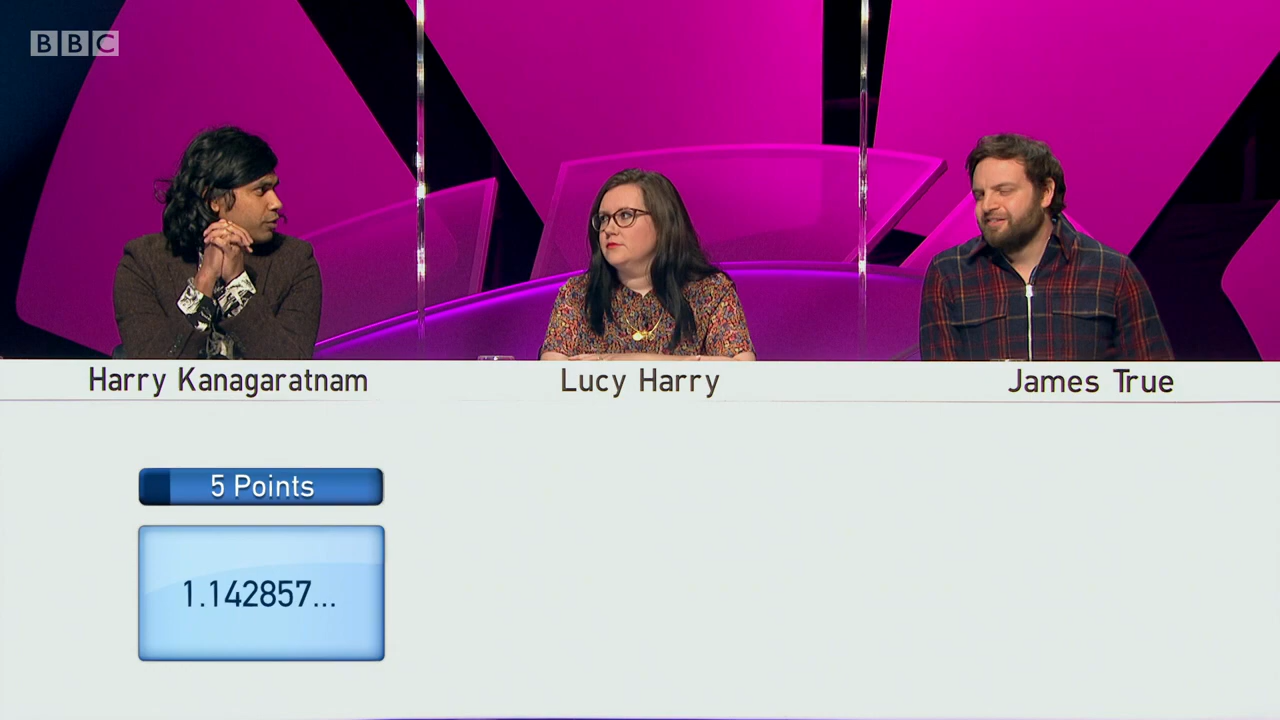 BBC
Harry Kanagaratnam
Lucy Harry
James True
5 Points
1.142857...